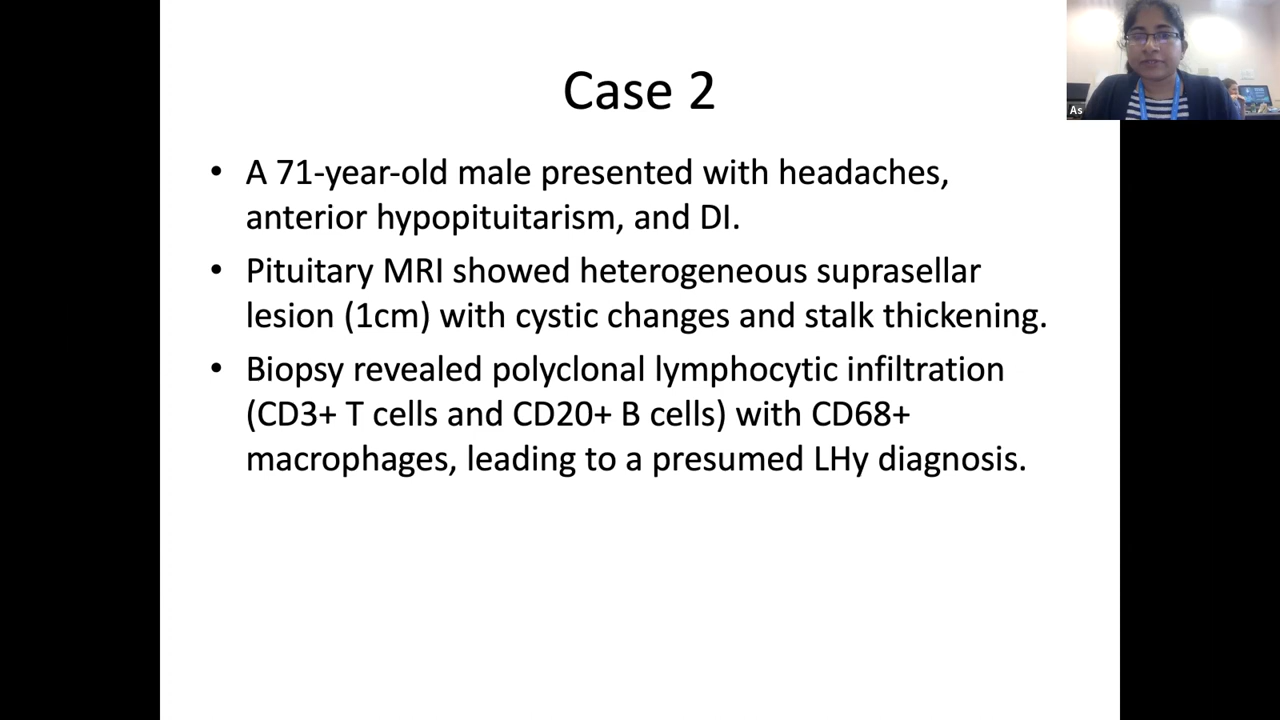 As
Case 2
• A 71-year-old male presented with headaches,
anterior hypopituitarism, and DI.
• Pituitary MRI showed heterogeneous suprasellar
lesion (1cm) with cystic changes and stalk thickening.
• Biopsy revealed polyclonal lymphocytic infiltration
(CD3+ T cells and CD20+ B cells) with CD68+
macrophages, leading to a presumed LHy diagnosis.